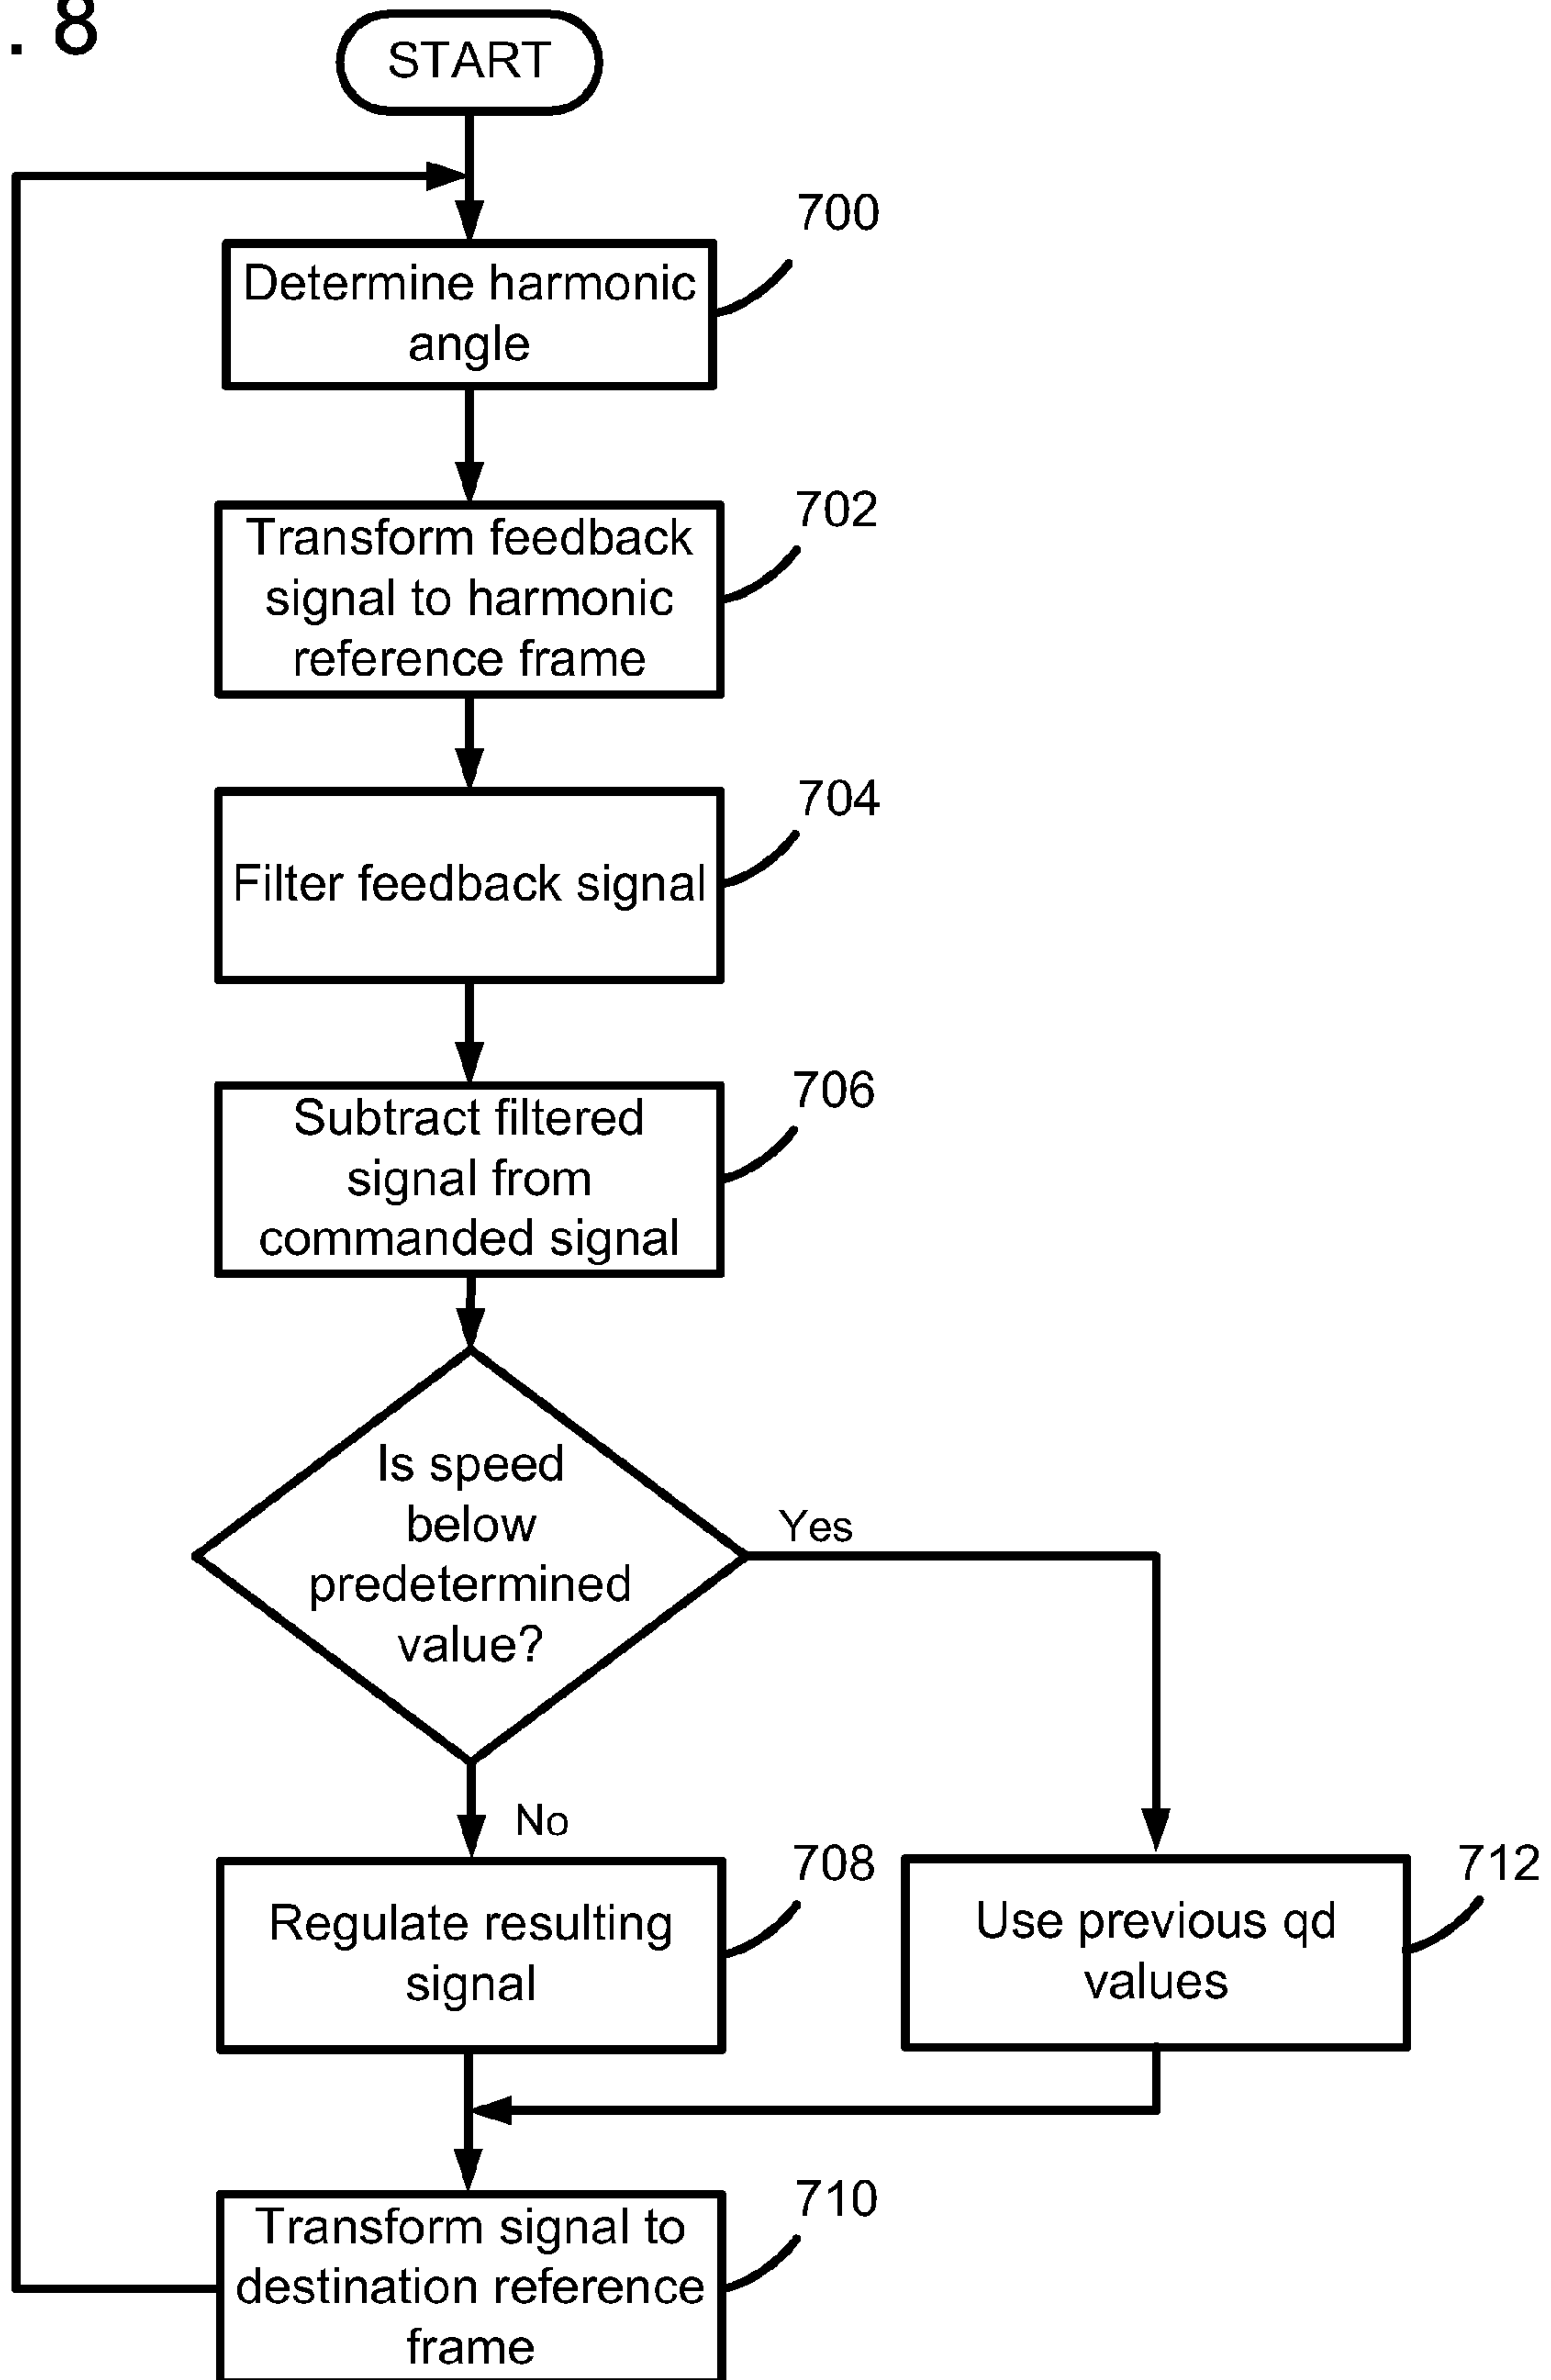 . 8
START
700
Determine harmonic
angle
702
Transform feedback
signal to harmonic
reference frame
704
Filter feedback signal
706
Subtract filtered
signal from
commanded signal
Is speed
below
predetermined
value?
Yes
No
708
Regulate resulting
signal
712
Use previous qd
values
710
Transform signal to
destination reference
frame